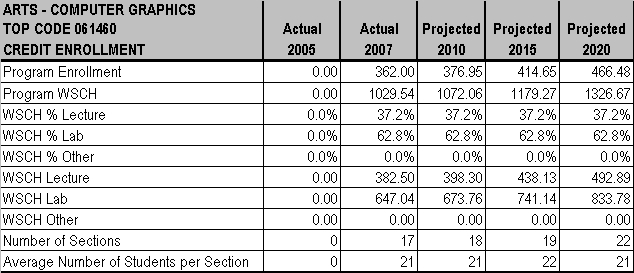 ARTS - COMPUTER GRAPHICS
TOP CODE 061460 Actual Actual Projected Projected Projected
CREDIT ENROLLMENT 2005 2007 2010 2015 2020
Program Enrollment 0.00 362.00 376.95 414.65 466.48
Program WSCH 0.00 1029.54 1072.06 1179.27 1326.67
WSCH % Lecture 0.0% 37.2% 37.2% 37.2% 37.2%
WSCH % Lab 0.0% 62.8% 62.8% 62.8% 62.8%
WSCH % Other 0.0% 0.0% 0.0% 0.0% 0.0%
WSCH Lecture 0.00 382.50 398.30 438.13 492.89
WSCH Lab 0.00 647.04 673.76 741.14 833.78
WSCH Other 0.00 0.00 0.00 0.00 0.00
Number of Sections 0 17 18 19 22
Average Number of Students per Section 0 21 21 22 21